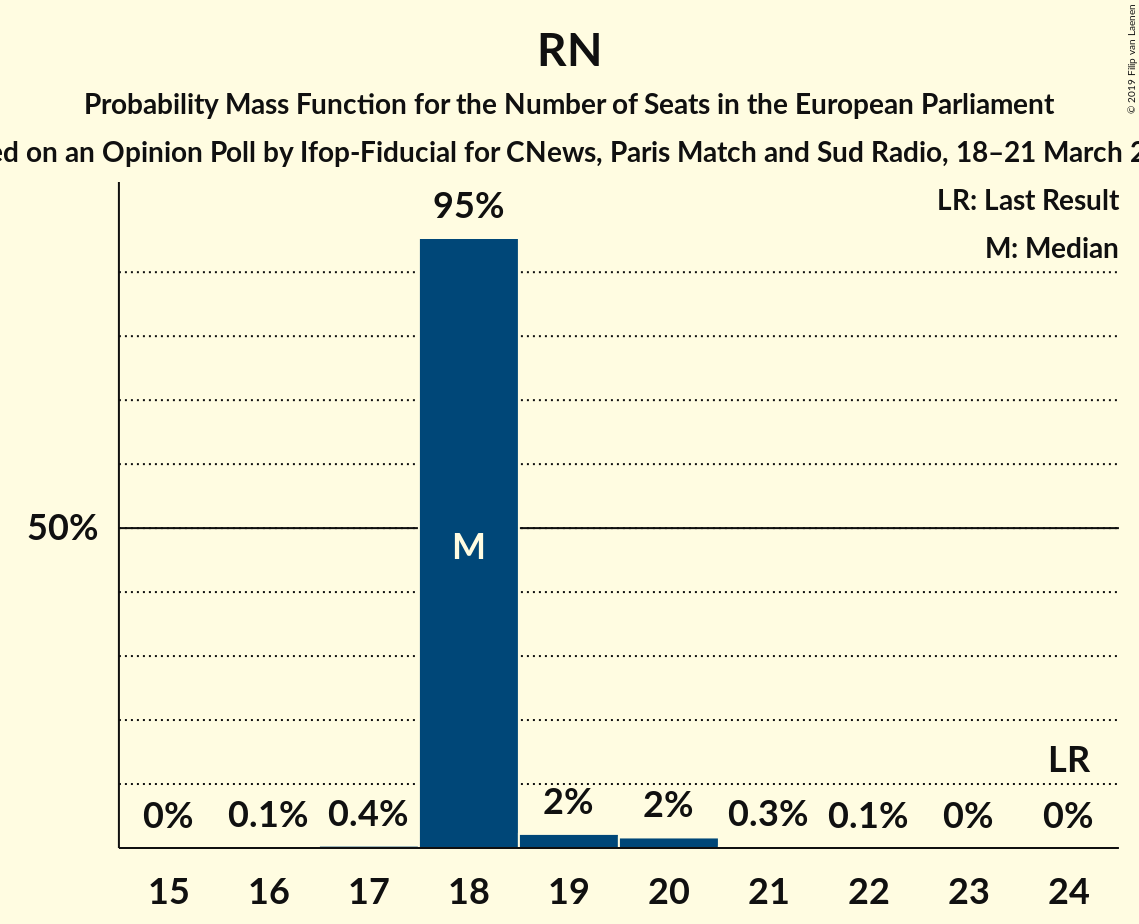 RN
Probability Mass Function for the Number of Seats in the European Parliament
on an Opinion Poll by Ifop-Fiducial for CNews, Paris Match and Sud Radio, 18–21 March
© 2019 Filip van Laenen
LR: Last Result
M: Median
95%
50%
M
LR
0% 0.1% 0.4% 2% 2% 0.3% 0.1% 0% 0%
15 16 17 18 19 20 21 22 23 24